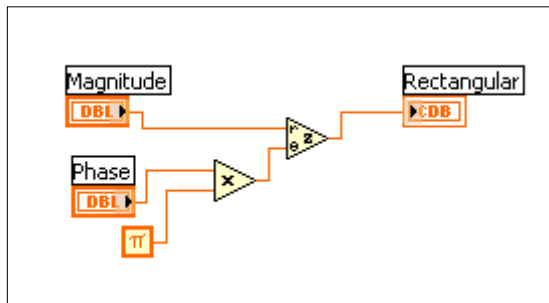 Magnitude
DBL
Rectangular
CDB
r
θ z
Phase
DBL
x
π